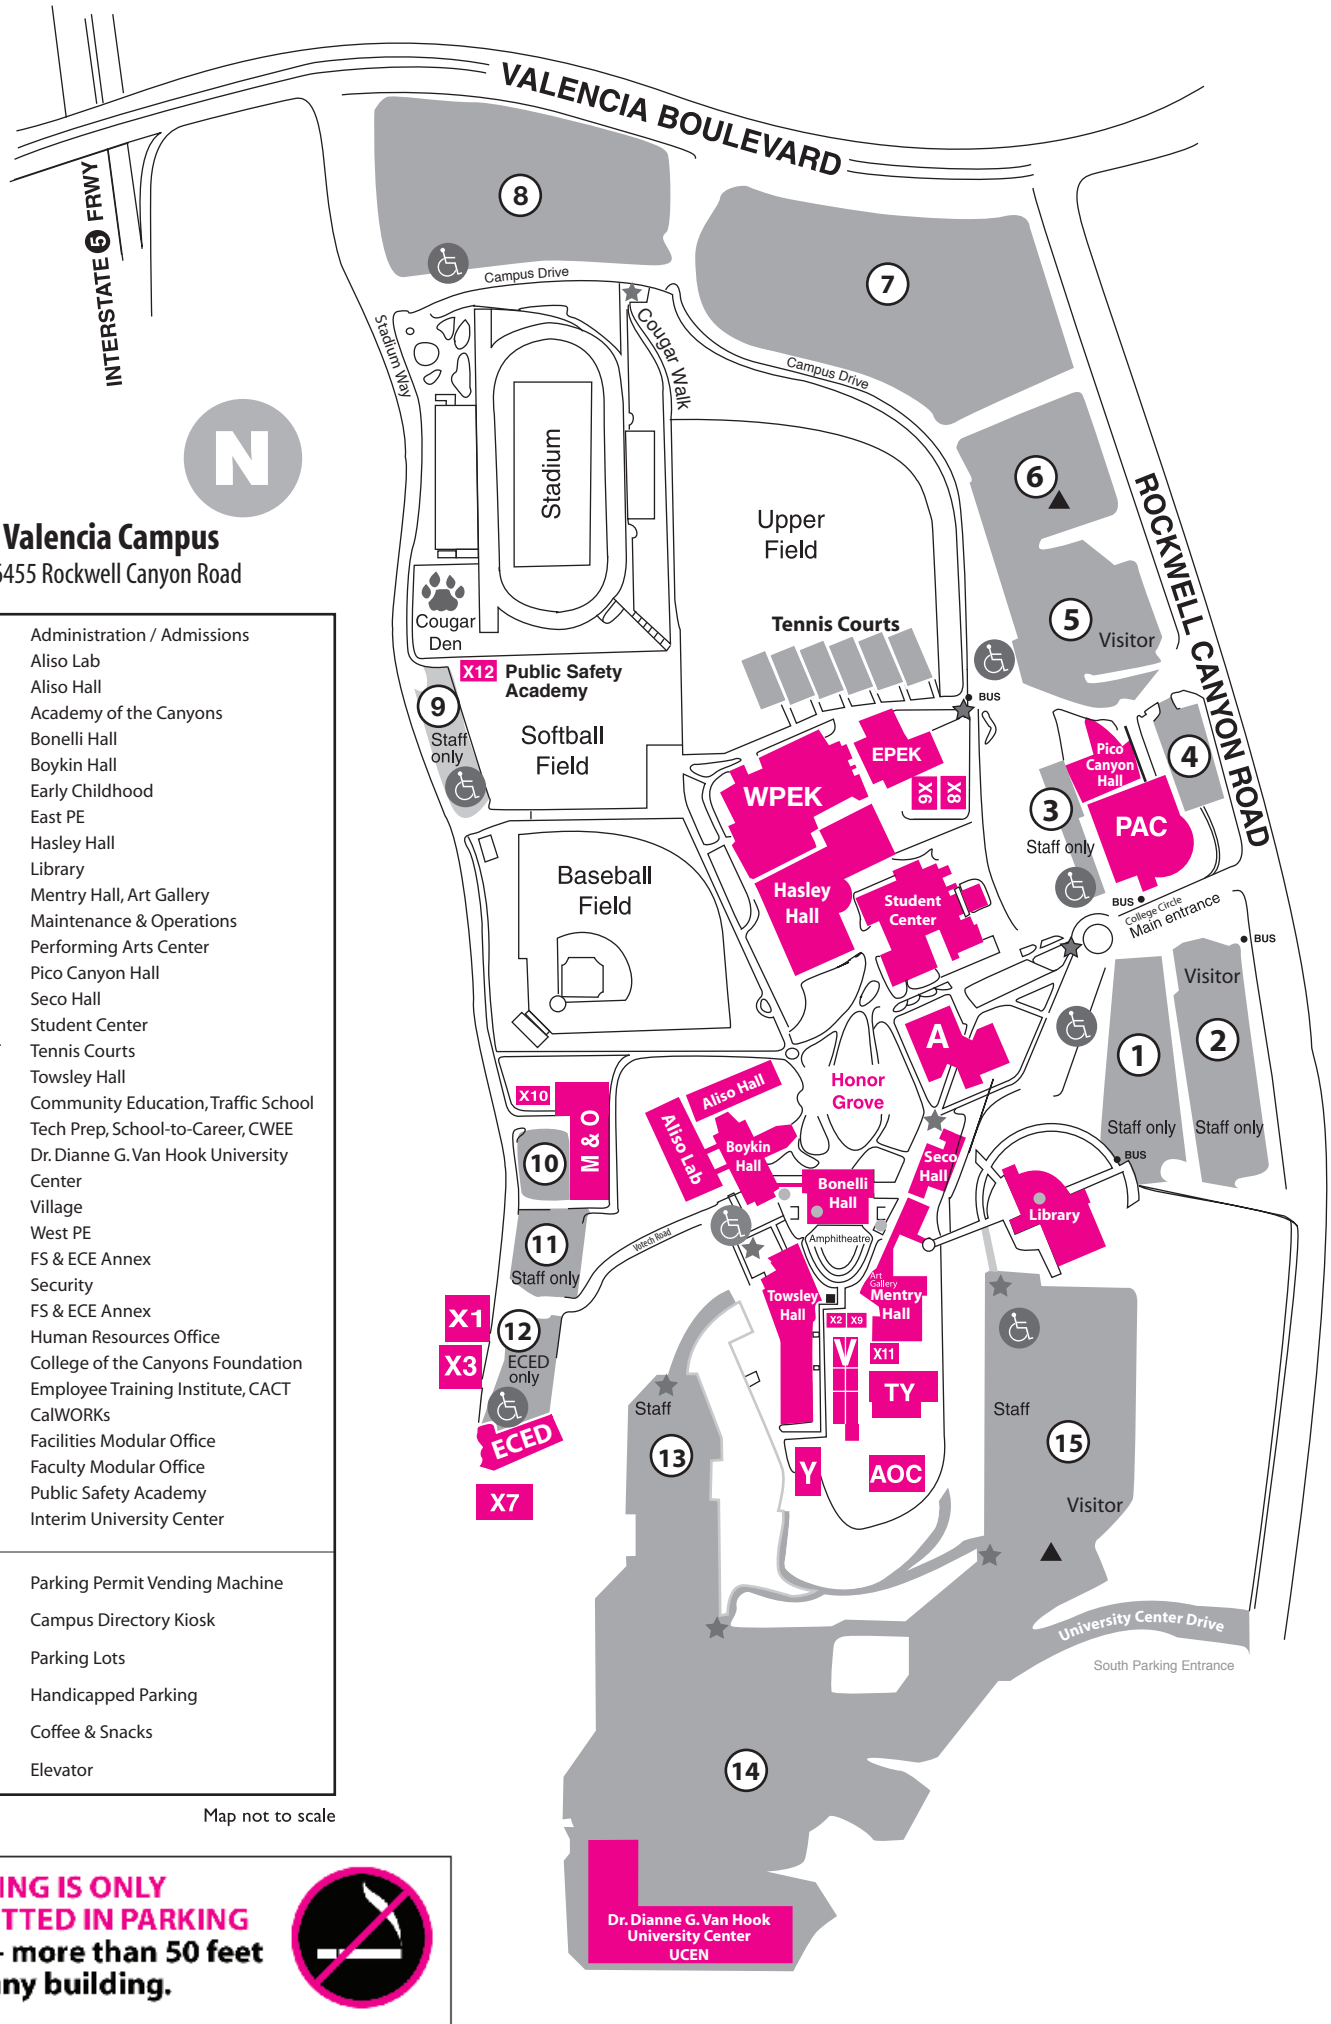 VALENCIA BOULEVARD
INTERSTATE 5 FRWY
8
Campus Drive
7
Stadium Way
Cougar Walk
Campus Drive
N
Valencia Campus
6455 Rockwell Canyon Road
Stadium
Upper
Field
6
ROCKWELL CANYON ROAD
5
Visitor
Cougar
Den
Tennis Courts
X12 Public Safety
Academy
9
Staff
only
Softball
Field
BUS
EPEK
WPEK
X6
X8
Pico
Canyon
Hall
4
3
Staff only
PAC
Baseball
Field
Hasley
Hall
Student
Center
BUS
College Circle
Main entrance
BUS
Visitor
A
1
2
Staff only
Staff only
BUS
Honor
Grove
X10
M & O
Aliso Hall
Aliso Lab
Boykin
Hall
Bonelli
Hall
Seco
Hall
Library
10
11
Staff only
Votech Road
Amphitheatre
Art
Gallery
Mentry
Hall
Towsley
Hall
X2
X9
V
X11
TY
X1
12
X3
ECED
only
ECED
X7
Staff
13
Y
AOC
Staff
15
Visitor
University Center Drive
South Parking Entrance
14
Dr. Dianne G. Van Hook
University Center
UCEN
Administration / Admissions
Aliso Lab
Aliso Hall
Academy of the Canyons
Bonelli Hall
Boykin Hall
Early Childhood
East PE
Hasley Hall
Library
Mentry Hall, Art Gallery
Maintenance & Operations
Performing Arts Center
Pico Canyon Hall
Seco Hall
Student Center
Tennis Courts
Towsley Hall
Community Education, Traffic School
Tech Prep, School-to-Career, CWEE
Dr. Dianne G. Van Hook University
Center
Village
West PE
FS & ECE Annex
Security
FS & ECE Annex
Human Resources Office
College of the Canyons Foundation
Employee Training Institute, CACT
CalWORKs
Facilities Modular Office
Faculty Modular Office
Public Safety Academy
Interim University Center
Parking Permit Vending Machine
Campus Directory Kiosk
Parking Lots
Handicapped Parking
Coffee & Snacks
Elevator
Map not to scale
ING IS ONLY
TTED IN PARKING
- more than 50 feet
ny building.